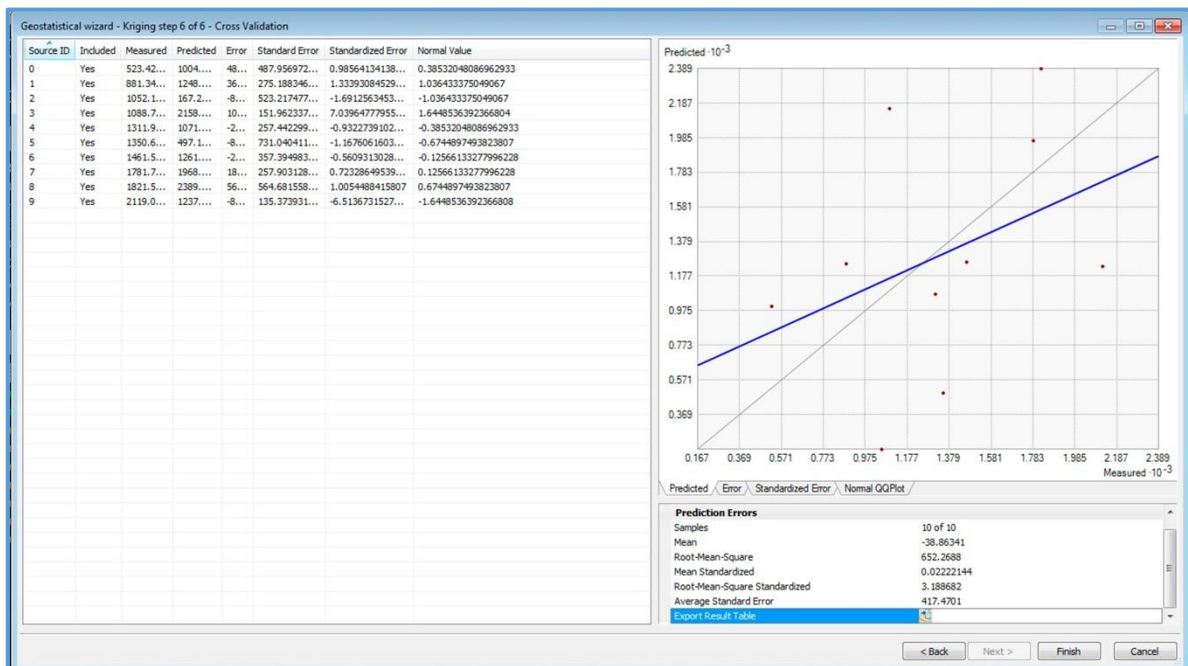 Geostatistical wizard - Kriging step 6 of 6 - Cross Validation
Source ID Included Measured Predicted Error Standard Error Standardized Error Normal Value
0 Yes 523.42... 1004.... 48... 487.956972... 0.98564134138... 0.38532048086962933
1 Yes 881.34... 1248.... 36... 275.188346... 1.33393084529... 1.036433375049067
2 Yes 1052.1... 167.2... -8... 523.217477... -1.6912563453... -1.036433375049067
3 Yes 1088.7... 2158.... 10... 151.962337... 7.03964777955... 1.6448536392366804
4 Yes 1311.9... 1071.... -2... 257.442299... -0.9322739102... -0.38532048086962933
5 Yes 1350.6... 497.1... -8... 731.040411... -1.1676061603... -0.6744897493823807
6 Yes 1461.5... 1261.... -2... 357.394983... -0.5609313028... -0.12566133277996228
7 Yes 1781.7... 1968.... 18... 257.903128... 0.72328649539... 0.12566133277996228
8 Yes 1821.5... 2389.... 56... 564.681558... 1.0054488415807 0.6744897493823807
9 Yes 2119.0... 1237.... -8... 135.373931... -6.5136731527... -1.6448536392366808
Predicted ·10⁻³
2.389
2.187
1.985
1.783
1.581
1.379
1.177
0.975
0.773
0.571
0.369
0.167 0.369 0.571 0.773 0.975 1.177 1.379 1.581 1.783 1.985 2.187 2.389
Measured ·10⁻³
Predicted Error Standardized Error Normal QQPlot
Prediction Errors
Samples 10 of 10
Mean -38.86341
Root-Mean-Square 652.2688
Mean Standardized 0.02222144
Root-Mean-Square Standardized 3.188682
Average Standard Error 417.4701
Export Result Table
< Back Next > Finish Cancel